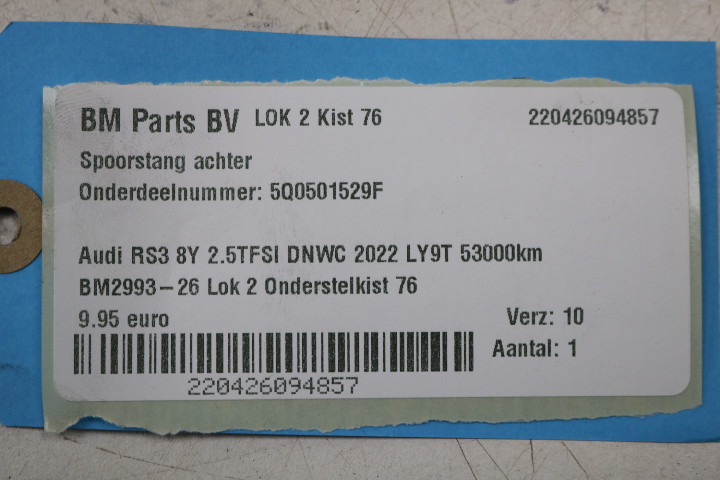 BM Parts BV LOK 2 Kist 76 220426094857
Spoorstang achter
Onderdeelnummer: 5Q0501529F
Audi RS3 8Y 2.5TFSI DNWC 2022 LY9T 53000km
BM2993-26 Lok 2 Onderstelkist 76
9.95 euro Verz: 10
Aantal: 1
220426094857